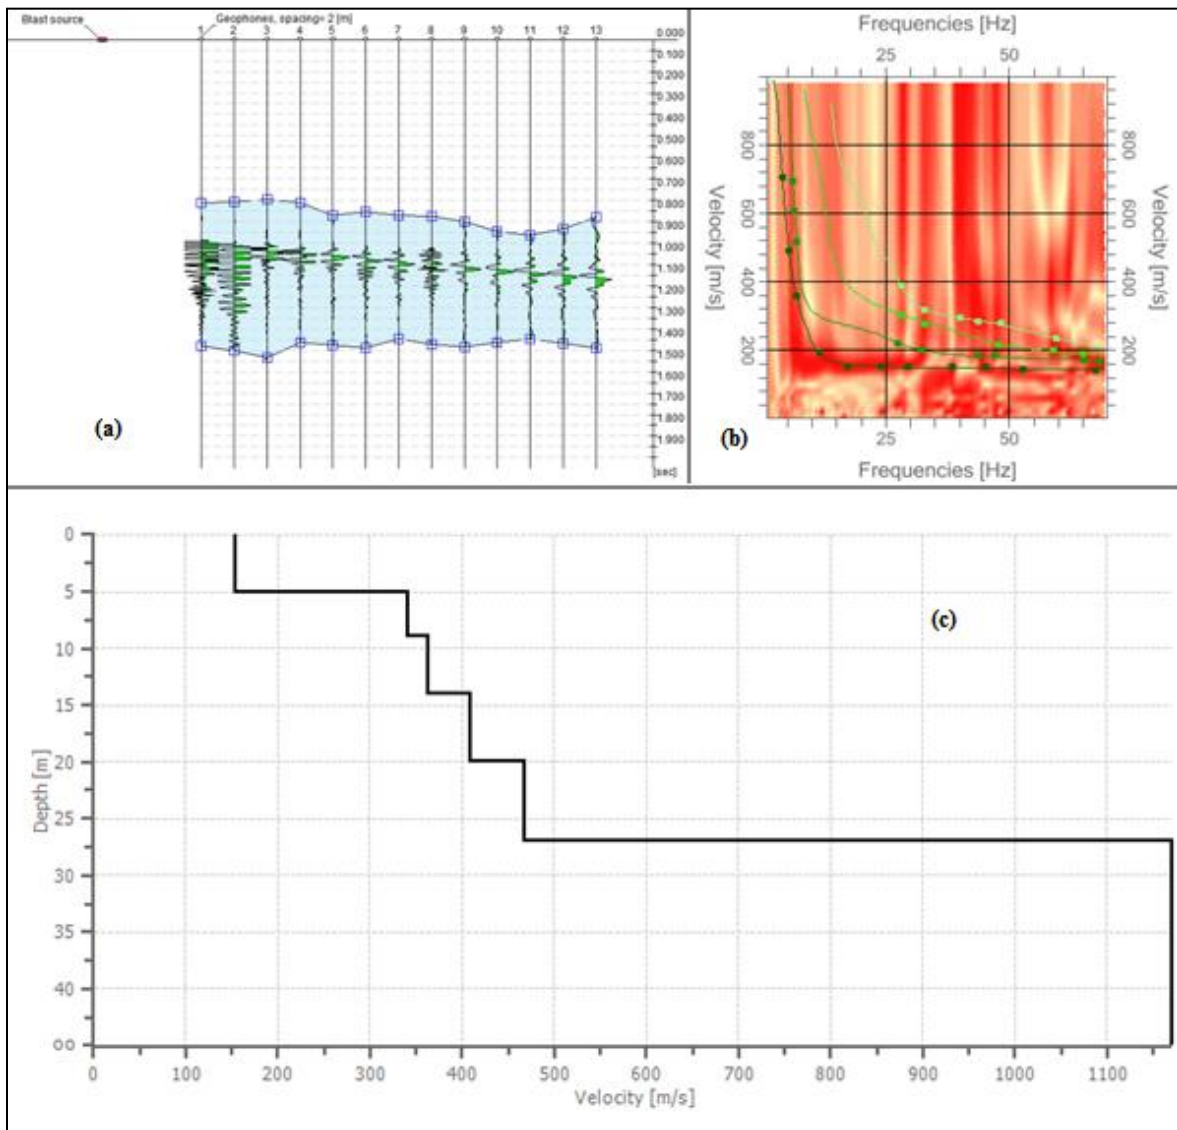 Blast source
Geophones, spacing= 2 [m]
1 2 3 4 5 6 7 8 9 10 11 12 13
0.000
0.100
0.200
0.300
0.400
0.500
0.600
0.700
0.800
0.900
1.000
1.100
1.200
1.300
1.400
1.500
1.600
1.700
1.800
1.900
[sec]
(a)
Frequencies [Hz]
25 50
800
600
400
200
Velocity [m/s]
800
600
400
200
Velocity [m/s]
25 50
Frequencies [Hz]
(b)
0
5
10
15
20
25
30
35
40
oo
Depth [m]
(c)
0 100 200 300 400 500 600 700 800 900 1000 1100
Velocity [m/s]